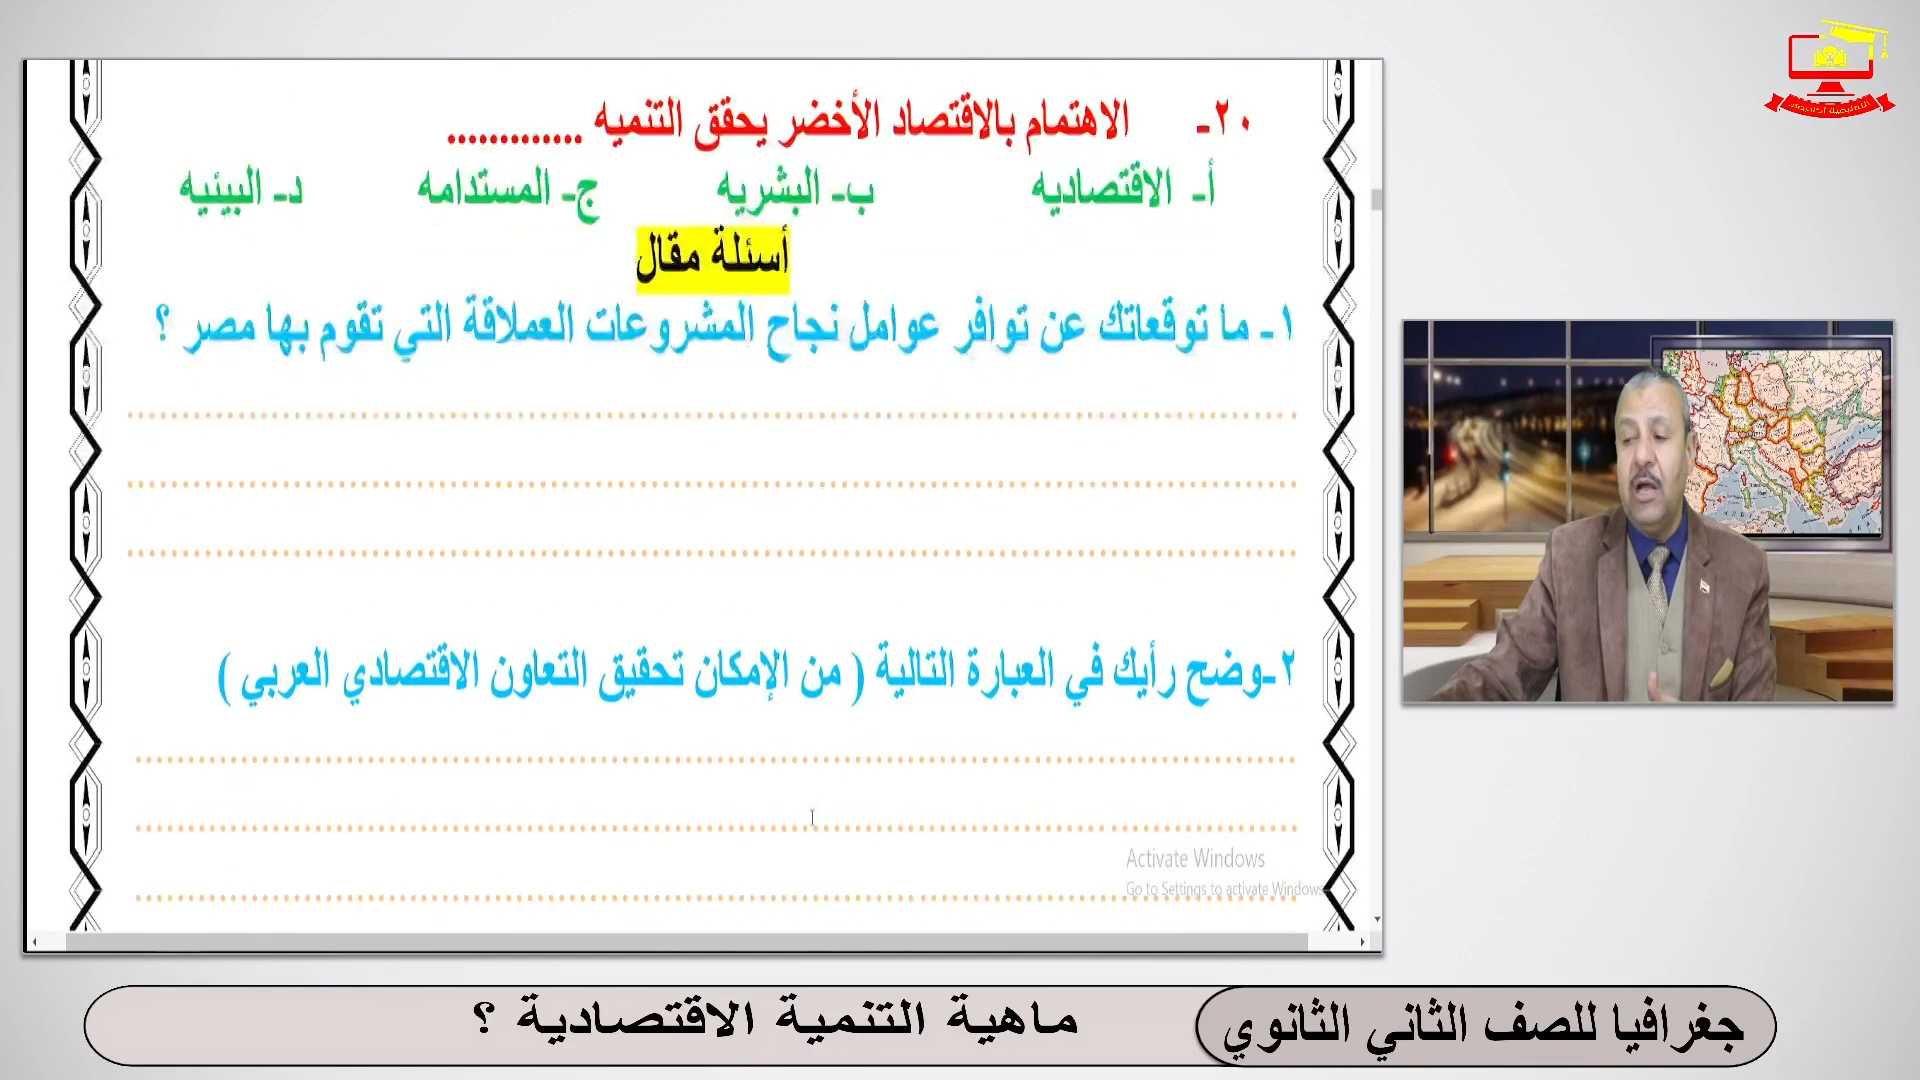 ٢٠- الاهتمام بالاقتصاد الأخضر يحقق التنميه .............
أ- الاقتصاديه ب- البشريه ج- المستدامه د- البيئيه
أسئلة مقال
١- ما توقعاتك عن توافر عوامل نجاح المشروعات العملاقة التي تقوم بها مصر ؟
٢-وضح رأيك في العبارة التالية ( من الإمكان تحقيق التعاون الاقتصادي العربي )
Activate Windows
Go to Settings to activate Windows
جغرافيا للصف الثاني الثانوي
ماهية التنمية الاقتصادية ؟